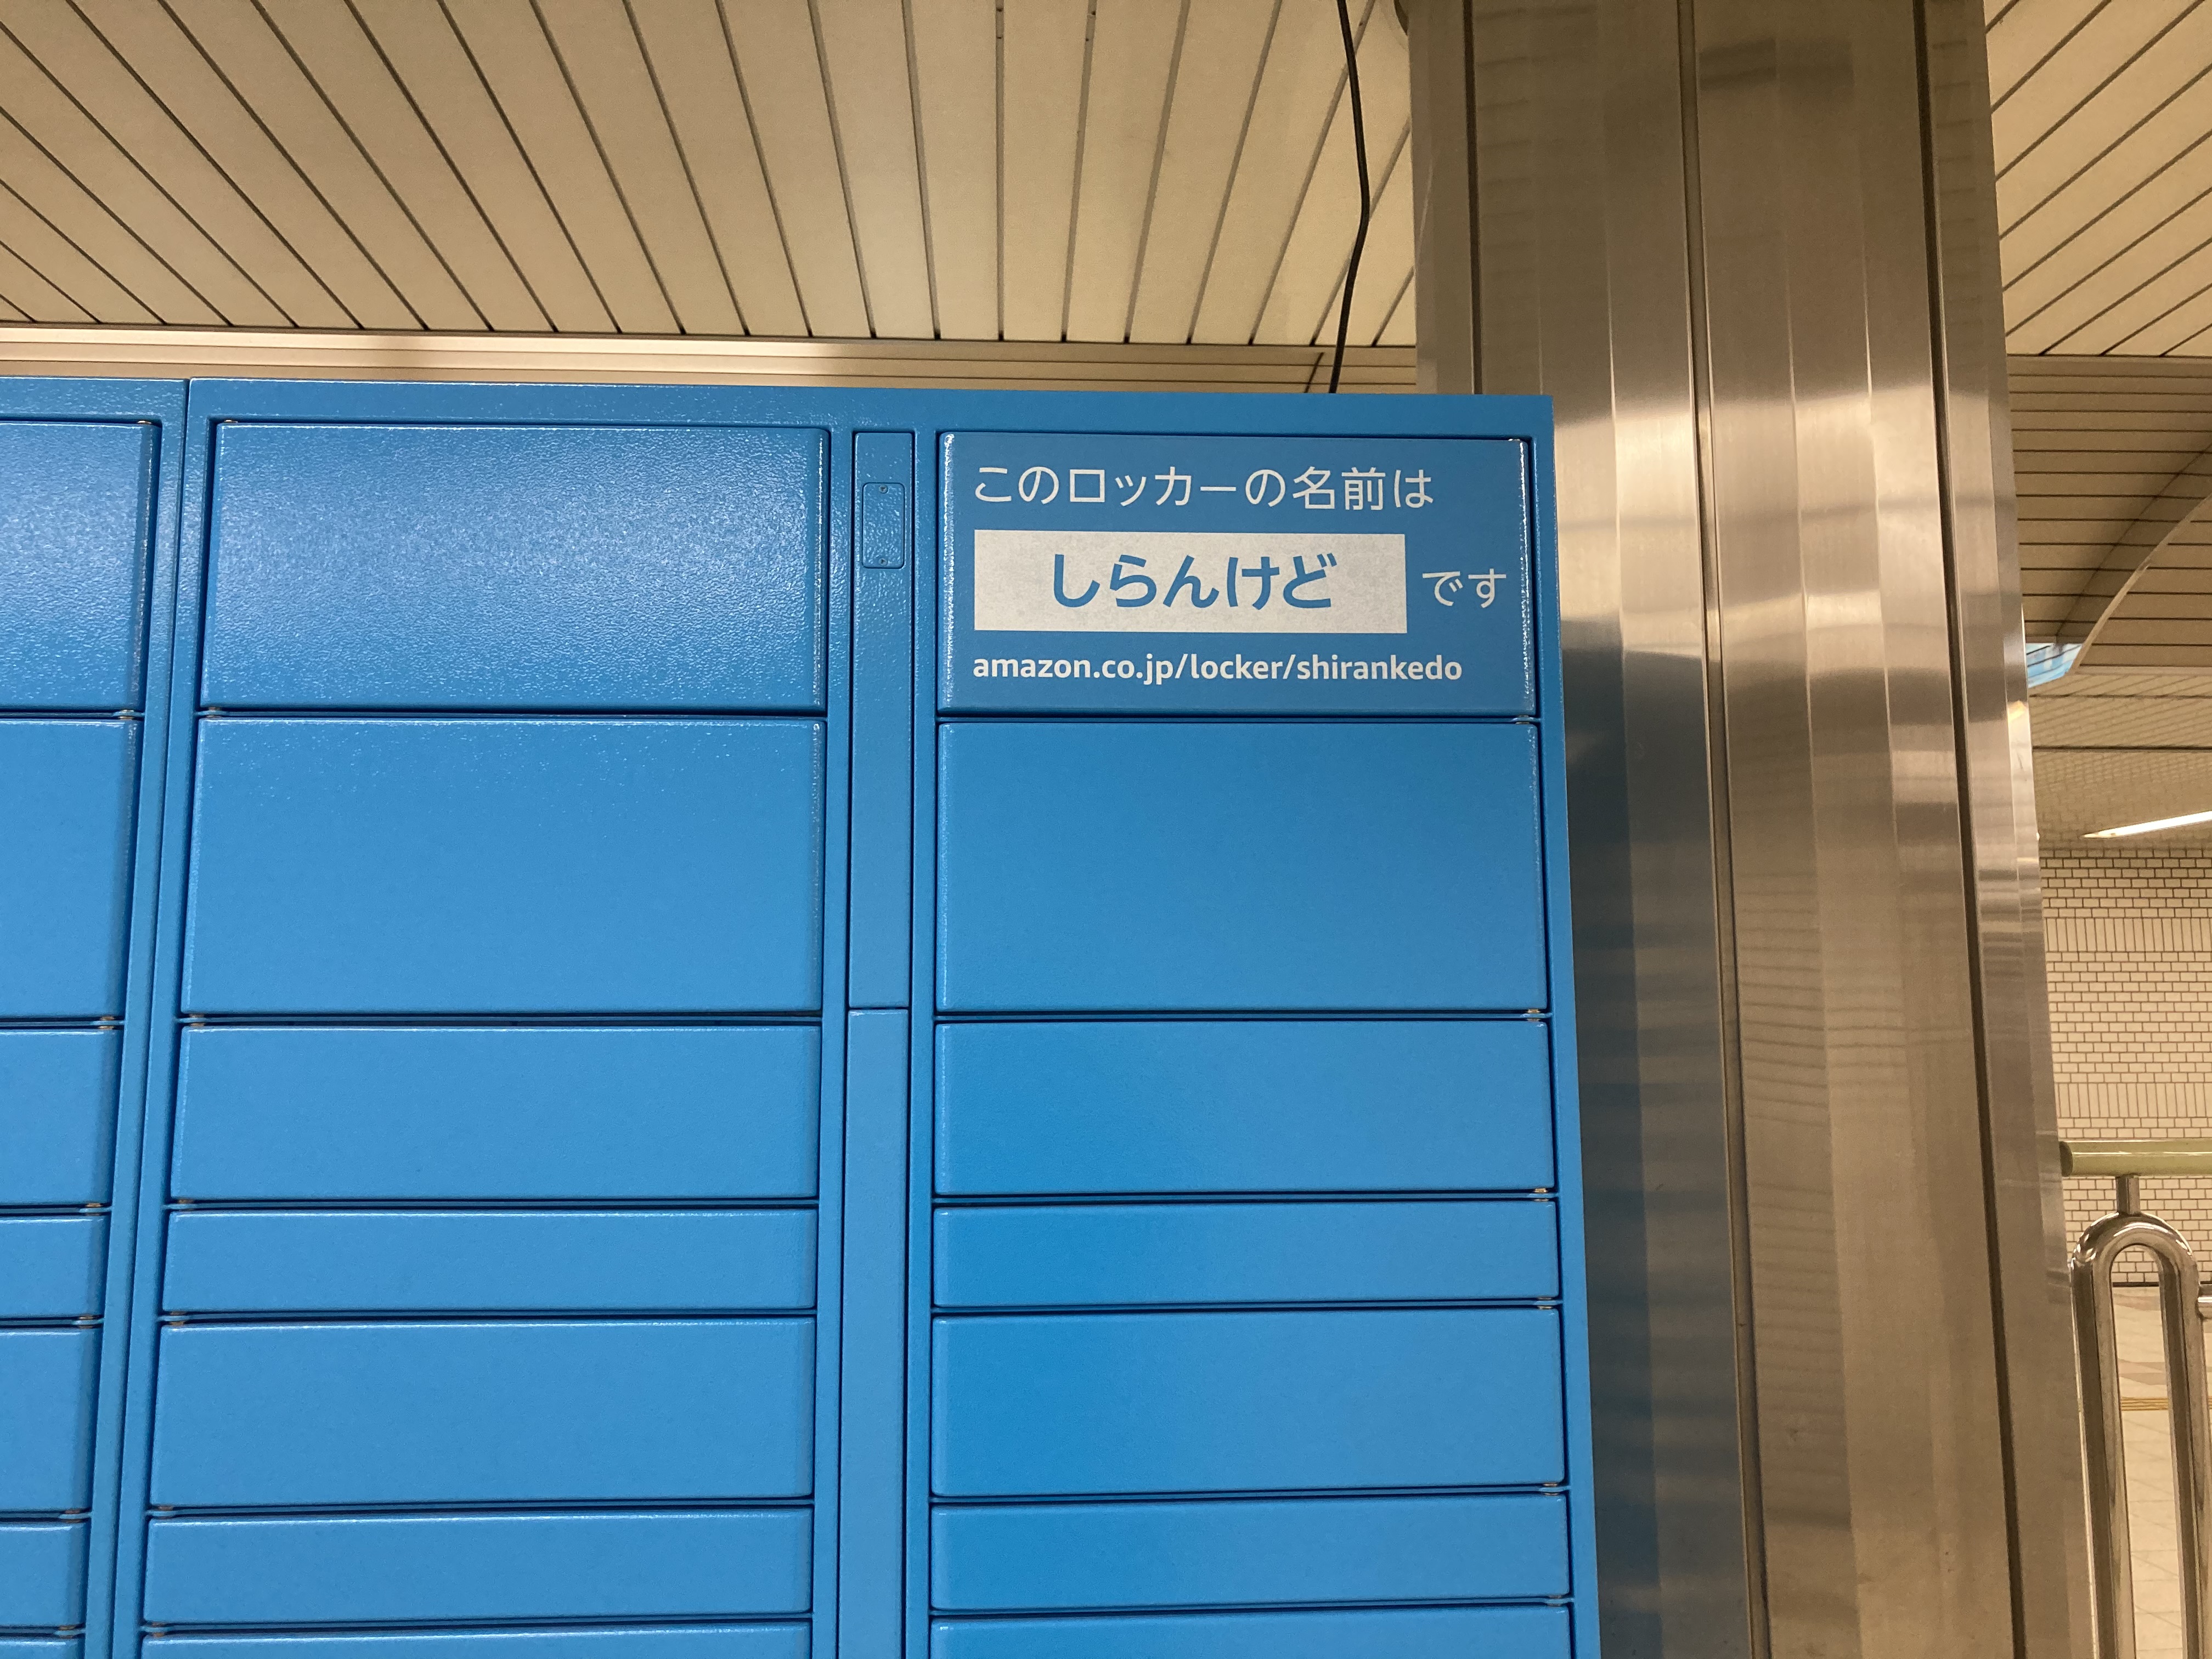 このロッカーの名前は
しらんけど です
amazon.co.jp/locker/shirankedo